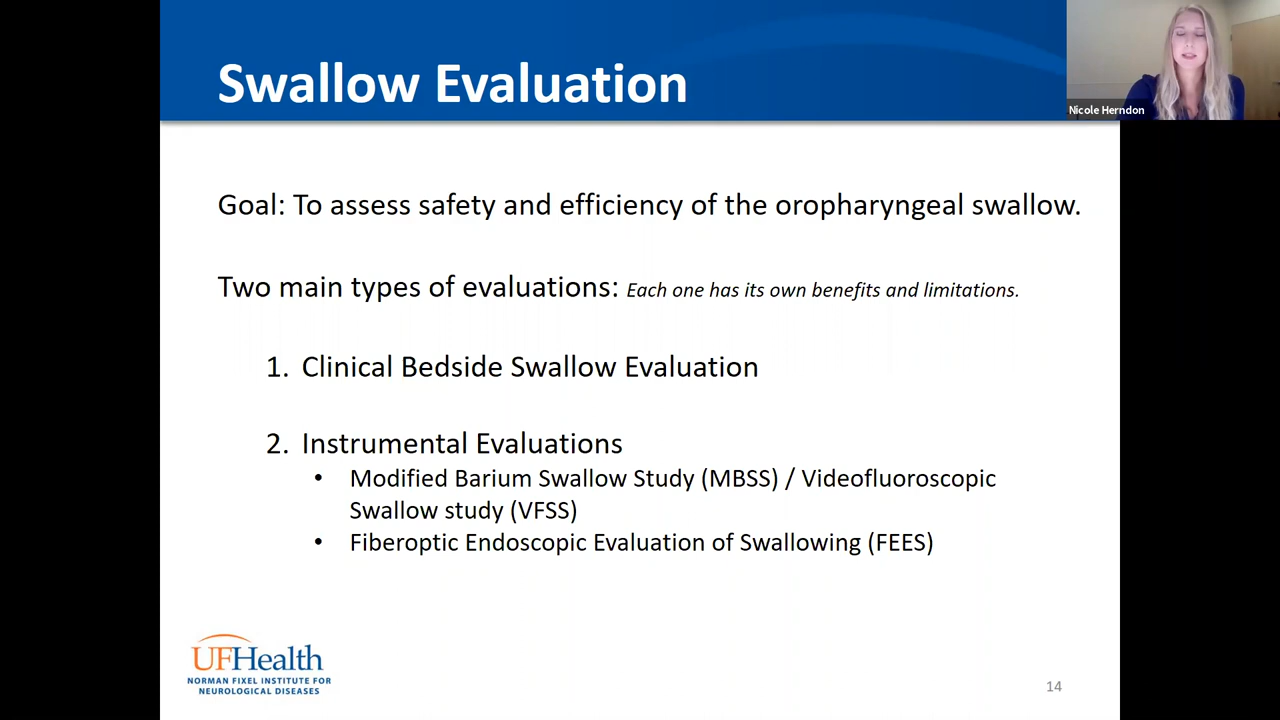 Swallow Evaluation
Nicole Herndon
Goal: To assess safety and efficiency of the oropharyngeal swallow.
Two main types of evaluations: Each one has its own benefits and limitations.
1. Clinical Bedside Swallow Evaluation
2. Instrumental Evaluations
• Modified Barium Swallow Study (MBSS) / Videofluoroscopic
Swallow study (VFSS)
• Fiberoptic Endoscopic Evaluation of Swallowing (FEES)
UFHealth
NORMAN FIXEL INSTITUTE FOR
NEUROLOGICAL DISEASES
14